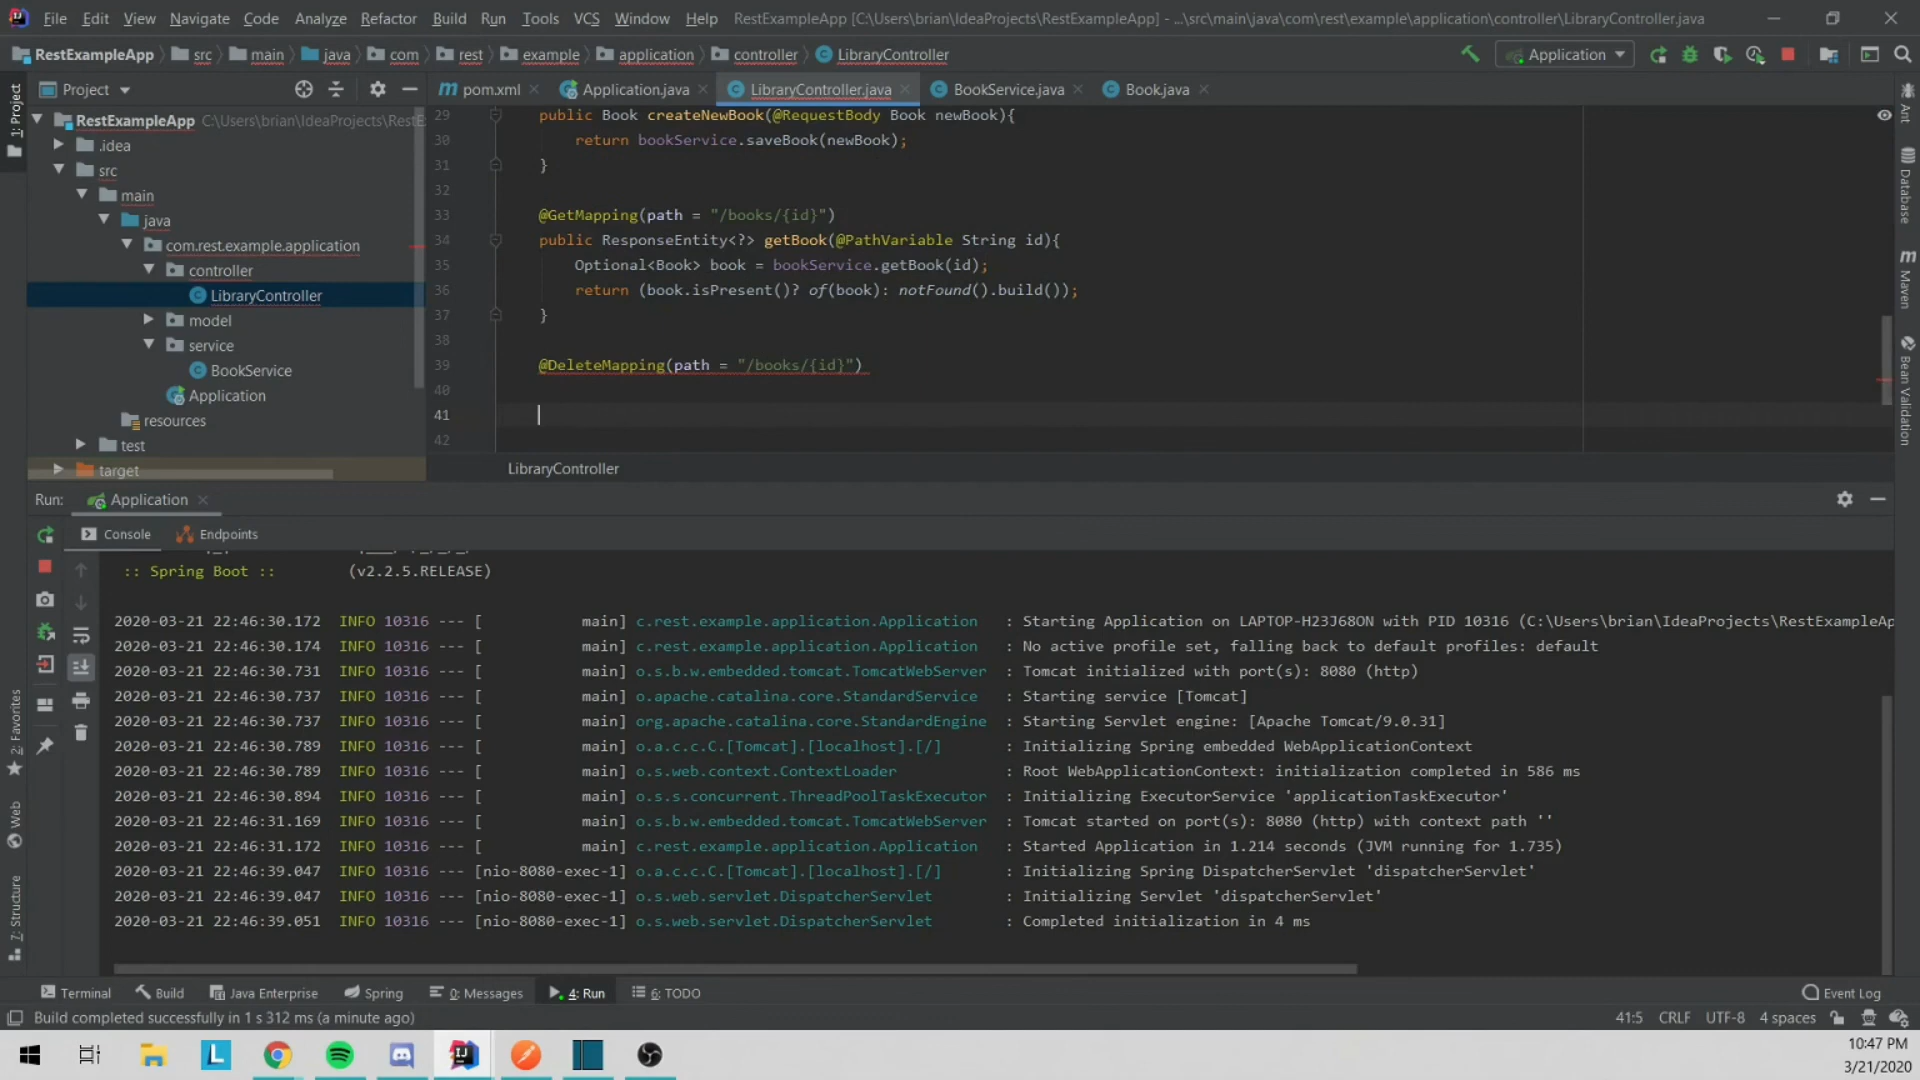 File Edit View Navigate Code Analyze Refactor Build Run Tools VCS Window Help RestExampleApp [C:\Users\brian\IdeaProjects\RestExampleApp] - ...\src\main\java\com\rest\example\application\controller\LibraryController.java
RestExampleApp src main java com rest example application controller LibraryController Application
1: Project
Project
pom.xml Application.java LibraryController.java BookService.java Book.java
RestExampleApp C:\Users\brian\IdeaProjects\RestE
.idea
src
main
java
com.rest.example.application
controller
LibraryController
model
service
BookService
Application
resources
test
target
29 public Book createNewBook(@RequestBody Book newBook){
30 return bookService.saveBook(newBook);
31 }
32
33 @GetMapping(path = "/books/{id}")
34 public ResponseEntity<?> getBook(@PathVariable String id){
35 Optional<Book> book = bookService.getBook(id);
36 return (book.isPresent()? of(book): notFound().build());
37 }
38
39 @DeleteMapping(path = "/books/{id}")
40
41
42
LibraryController
Ant
Database
Maven
Bean Validation
Run: Application
Console Endpoints
:: Spring Boot :: (v2.2.5.RELEASE)
2020-03-21 22:46:30.172 INFO 10316 --- [ main] c.rest.example.application.Application : Starting Application on LAPTOP-H23J68ON with PID 10316 (C:\Users\brian\IdeaProjects\RestExampleAp
2020-03-21 22:46:30.174 INFO 10316 --- [ main] c.rest.example.application.Application : No active profile set, falling back to default profiles: default
2020-03-21 22:46:30.731 INFO 10316 --- [ main] o.s.b.w.embedded.tomcat.TomcatWebServer : Tomcat initialized with port(s): 8080 (http)
2020-03-21 22:46:30.737 INFO 10316 --- [ main] o.apache.catalina.core.StandardService : Starting service [Tomcat]
2020-03-21 22:46:30.737 INFO 10316 --- [ main] org.apache.catalina.core.StandardEngine : Starting Servlet engine: [Apache Tomcat/9.0.31]
2020-03-21 22:46:30.789 INFO 10316 --- [ main] o.a.c.c.C.[Tomcat].[localhost].[/] : Initializing Spring embedded WebApplicationContext
2020-03-21 22:46:30.789 INFO 10316 --- [ main] o.s.web.context.ContextLoader : Root WebApplicationContext: initialization completed in 586 ms
2020-03-21 22:46:30.894 INFO 10316 --- [ main] o.s.s.concurrent.ThreadPoolTaskExecutor : Initializing ExecutorService 'applicationTaskExecutor'
2020-03-21 22:46:31.169 INFO 10316 --- [ main] o.s.b.w.embedded.tomcat.TomcatWebServer : Tomcat started on port(s): 8080 (http) with context path ''
2020-03-21 22:46:31.172 INFO 10316 --- [ main] c.rest.example.application.Application : Started Application in 1.214 seconds (JVM running for 1.735)
2020-03-21 22:46:39.047 INFO 10316 --- [nio-8080-exec-1] o.a.c.c.C.[Tomcat].[localhost].[/] : Initializing Spring DispatcherServlet 'dispatcherServlet'
2020-03-21 22:46:39.047 INFO 10316 --- [nio-8080-exec-1] o.s.web.servlet.DispatcherServlet : Initializing Servlet 'dispatcherServlet'
2020-03-21 22:46:39.051 INFO 10316 --- [nio-8080-exec-1] o.s.web.servlet.DispatcherServlet : Completed initialization in 4 ms
2: Favorites
Web
7: Structure
Terminal Build Java Enterprise Spring 0: Messages 4: Run 6: TODO Event Log
Build completed successfully in 1 s 312 ms (a minute ago) 41:5 CRLF UTF-8 4 spaces
10:47 PM
3/21/2020